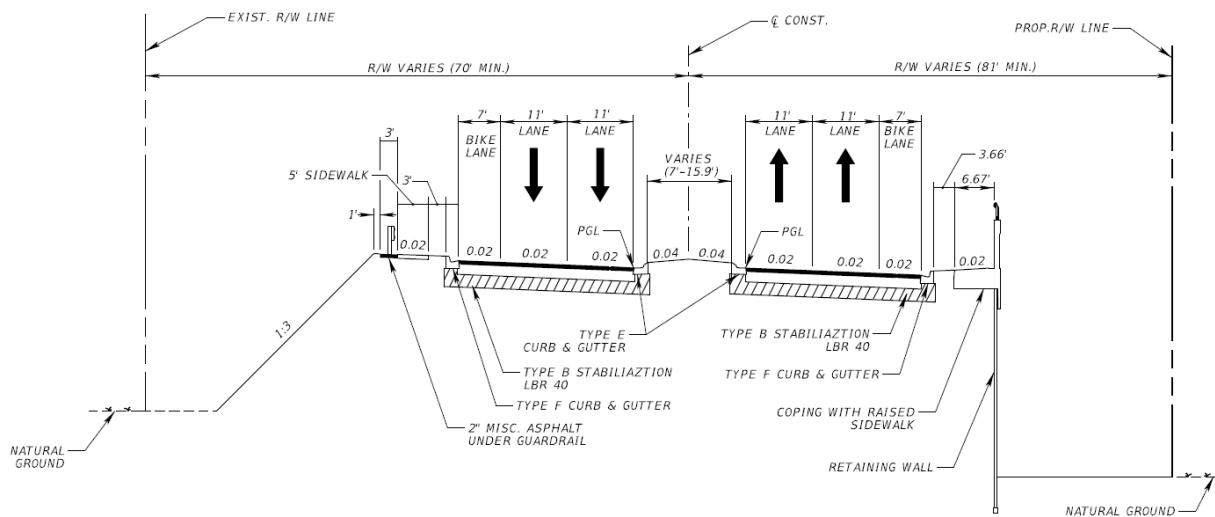 EXIST. R/W LINE
℄ CONST.
PROP.R/W LINE
R/W VARIES (70' MIN.)
R/W VARIES (81' MIN.)
7'
11'
11'
11'
11'
7'
BIKE
LANE
LANE
LANE
LANE
LANE
BIKE
LANE
3'
5' SIDEWALK
3'
1'
VARIES
(7'-15.9')
3.66'
6.67'
PGL
PGL
0.02
0.02
0.02
0.02
0.04
0.04
0.02
0.02
0.02
0.02
1:3
TYPE E
CURB & GUTTER
TYPE B STABILIAZTION
LBR 40
TYPE B STABILIAZTION
LBR 40
TYPE F CURB & GUTTER
TYPE F CURB & GUTTER
2" MISC. ASPHALT
UNDER GUARDRAIL
COPING WITH RAISED
SIDEWALK
RETAINING WALL
NATURAL
GROUND
NATURAL GROUND